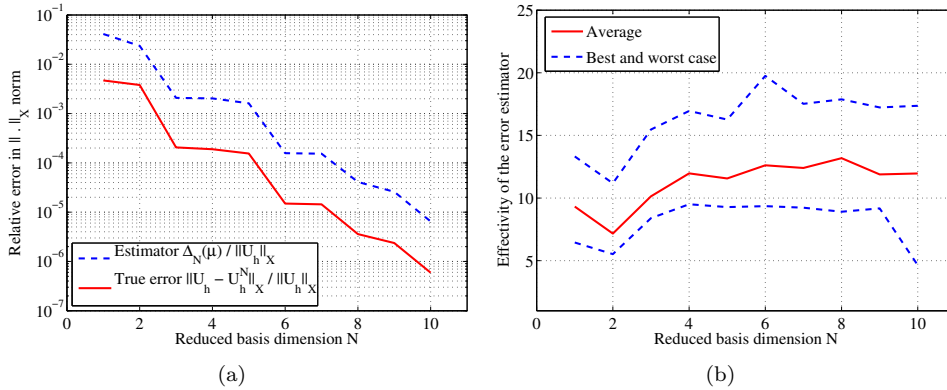 10^-1
10^-2
10^-3
10^-4
10^-5
10^-6
10^-7
Relative error in || . ||_X norm
Estimator Δ_N(μ) / ||U_h||_X
True error ||U_h − U_h^N||_X / ||U_h||_X
0 2 4 6 8 10
Reduced basis dimension N
(a)
25
20
15
10
5
Effectivity of the error estimator
Average
Best and worst case
0 2 4 6 8 10
Reduced basis dimension N
(b)